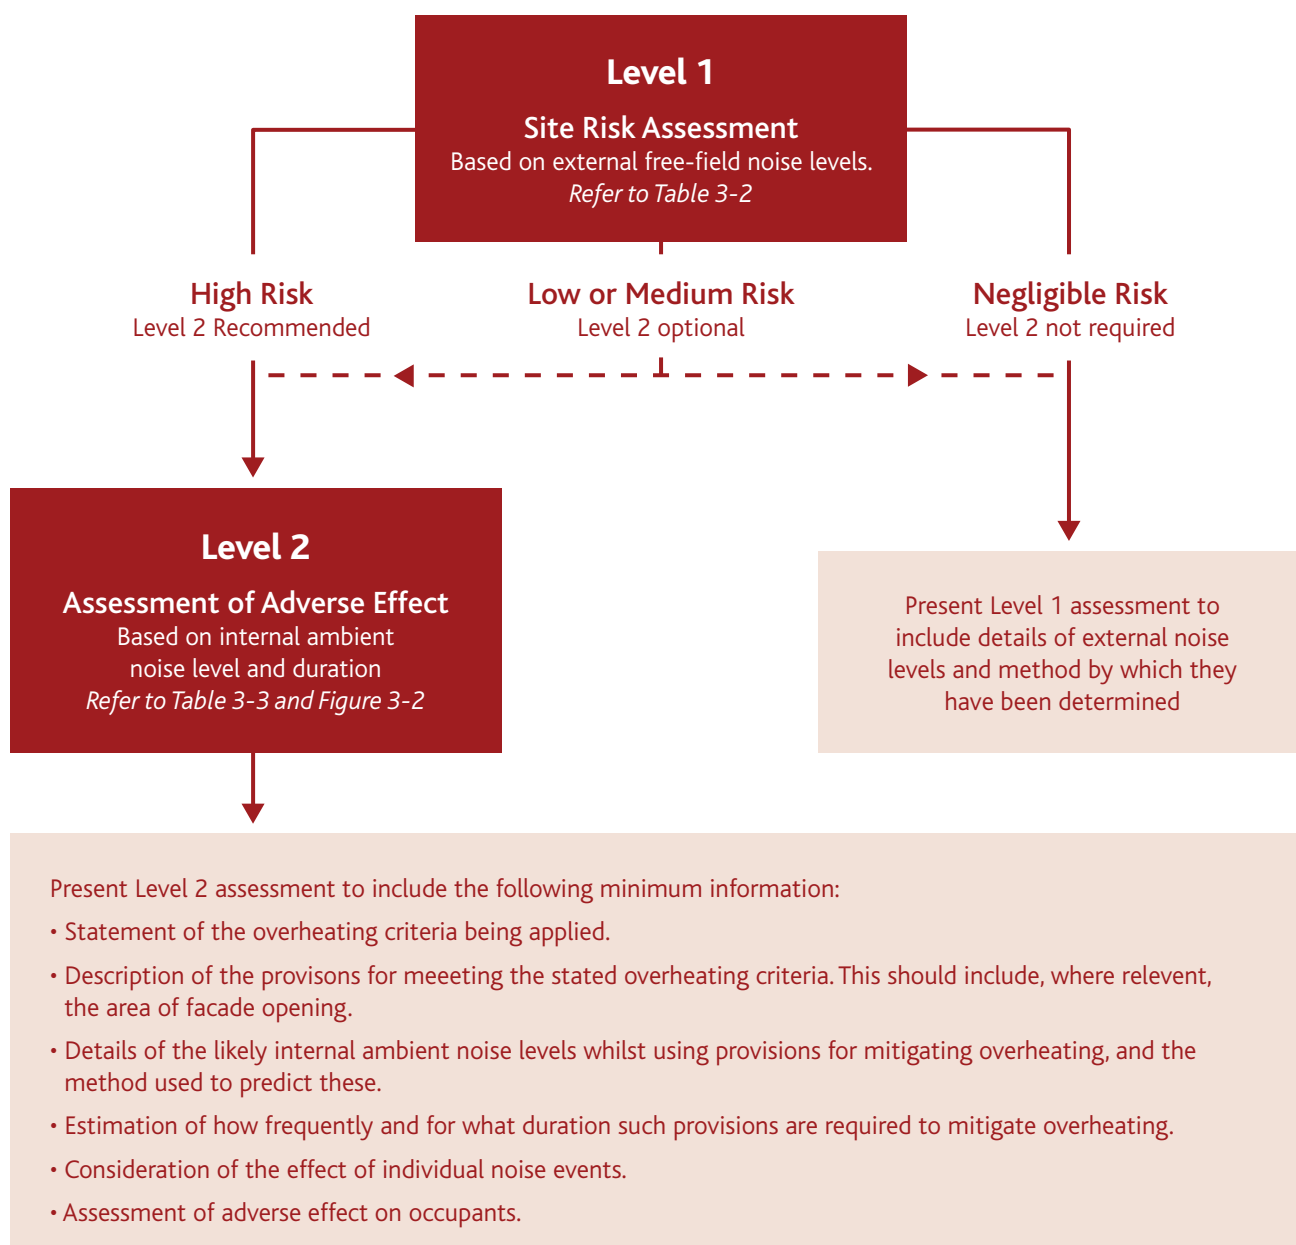 Level 1
Site Risk Assessment
Based on external free-field noise levels.
Refer to Table 3-2
High Risk
Level 2 Recommended
Low or Medium Risk
Level 2 optional
Negligible Risk
Level 2 not required
Level 2
Assessment of Adverse Effect
Based on internal ambient
noise level and duration
Refer to Table 3-3 and Figure 3-2
Present Level 1 assessment to
include details of external noise
levels and method by which they
have been determined
Present Level 2 assessment to include the following minimum information:
• Statement of the overheating criteria being applied.
• Description of the provisons for meeeting the stated overheating criteria. This should include, where relevent,
the area of facade opening.
• Details of the likely internal ambient noise levels whilst using provisions for mitigating overheating, and the
method used to predict these.
• Estimation of how frequently and for what duration such provisions are required to mitigate overheating.
• Consideration of the effect of individual noise events.
• Assessment of adverse effect on occupants.